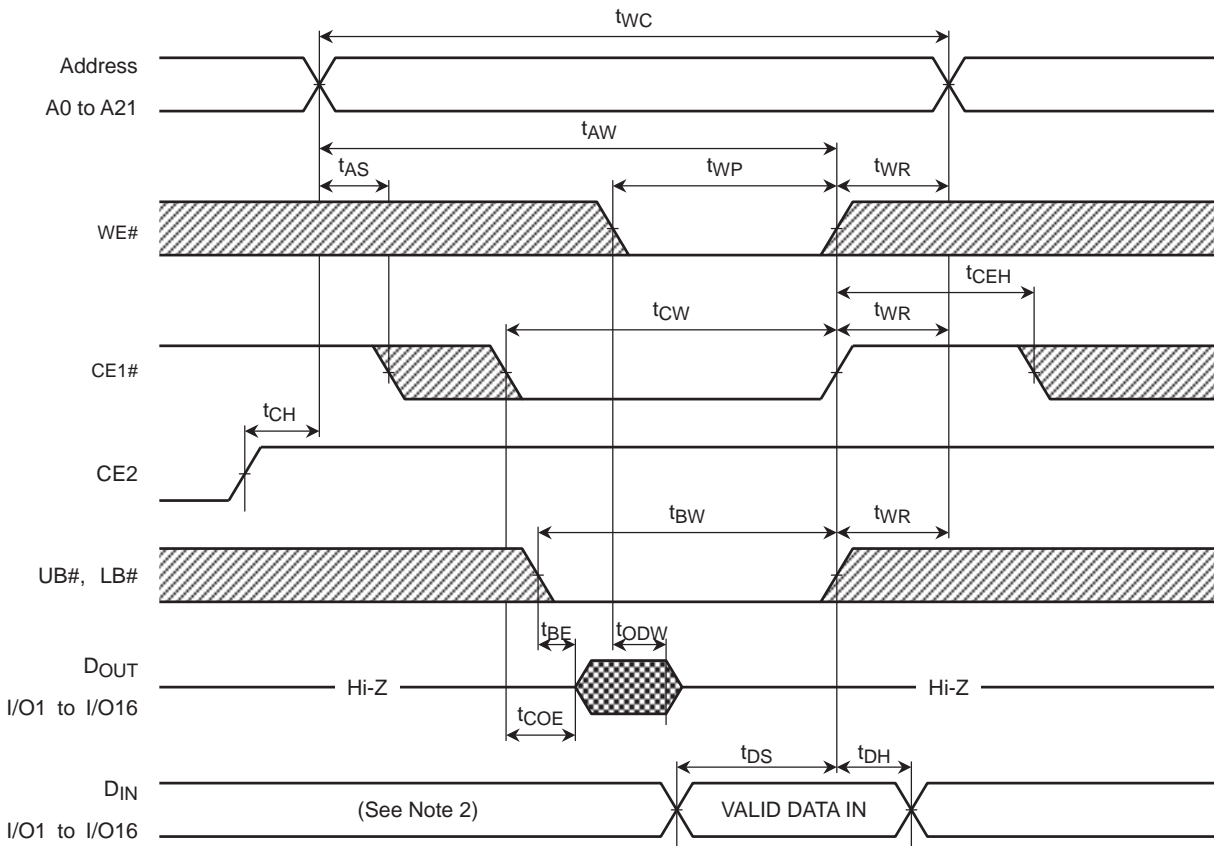 tWC
Address
A0 to A21
tAW
tAS
tWP
tWR
WE#
tCEH
tCW
tWR
CE1#
tCH
CE2
tBW
tWR
UB#, LB#
tBE
tODW
DOUT
Hi-Z
Hi-Z
I/O1 to I/O16
tCOE
tDS
tDH
DIN
(See Note 2)
VALID DATA IN
I/O1 to I/O16